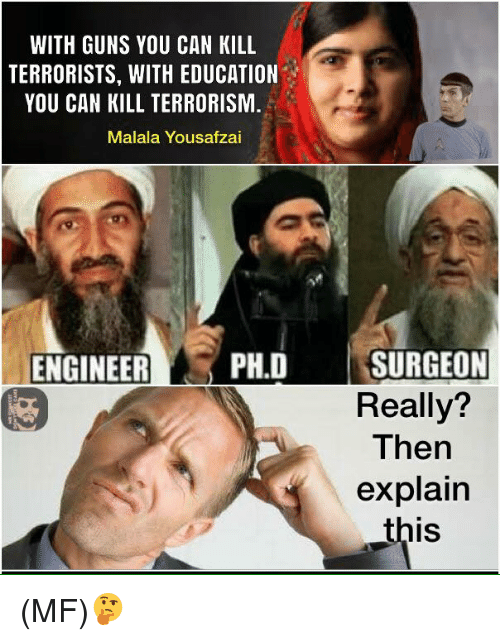 WITH GUNS YOU CAN KILL
TERRORISTS, WITH EDUCATION
YOU CAN KILL TERRORISM.
Malala Yousafzai
ENGINEER
PH.D
SURGEON
Really?
Then
explain
this
(MF)🤔